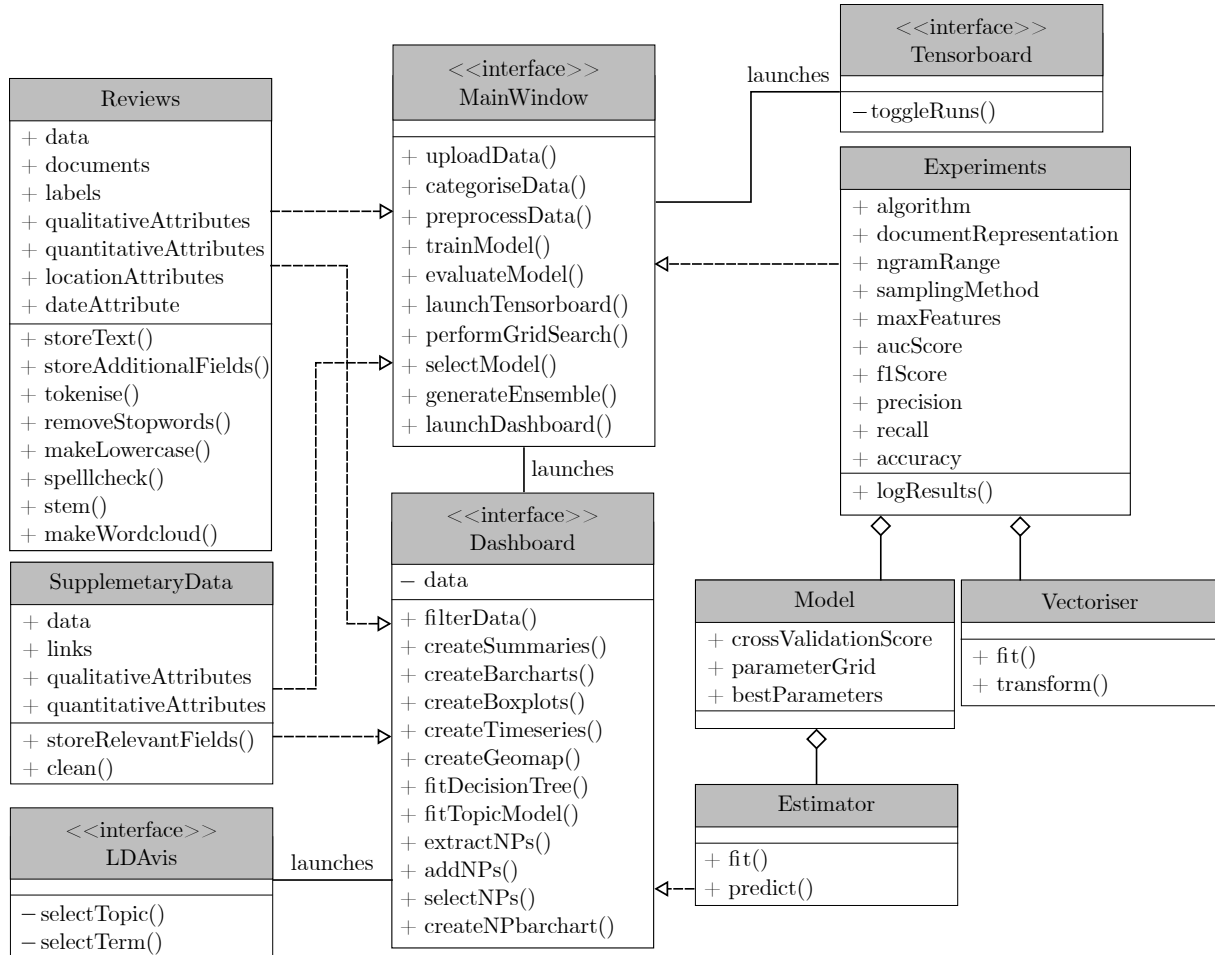 Reviews
+ data
+ documents
+ labels
+ qualitativeAttributes
+ quantitativeAttributes
+ locationAttributes
+ dateAttribute
+ storeText()
+ storeAdditionalFields()
+ tokenise()
+ removeStopwords()
+ makeLowercase()
+ spelllcheck()
+ stem()
+ makeWordcloud()
SupplemetaryData
+ data
+ links
+ qualitativeAttributes
+ quantitativeAttributes
+ storeRelevantFields()
+ clean()
<<interface>>
LDAvis
− selectTopic()
− selectTerm()
launches
<<interface>>
MainWindow
+ uploadData()
+ categoriseData()
+ preprocessData()
+ trainModel()
+ evaluateModel()
+ launchTensorboard()
+ performGridSearch()
+ selectModel()
+ generateEnsemble()
+ launchDashboard()
launches
<<interface>>
Dashboard
− data
+ filterData()
+ createSummaries()
+ createBarcharts()
+ createBoxplots()
+ createTimeseries()
+ createGeomap()
+ fitDecisionTree()
+ fitTopicModel()
+ extractNPs()
+ addNPs()
+ selectNPs()
+ createNPbarchart()
launches
<<interface>>
Tensorboard
− toggleRuns()
Experiments
+ algorithm
+ documentRepresentation
+ ngramRange
+ samplingMethod
+ maxFeatures
+ aucScore
+ f1Score
+ precision
+ recall
+ accuracy
+ logResults()
Model
+ crossValidationScore
+ parameterGrid
+ bestParameters
Vectoriser
+ fit()
+ transform()
Estimator
+ fit()
+ predict()